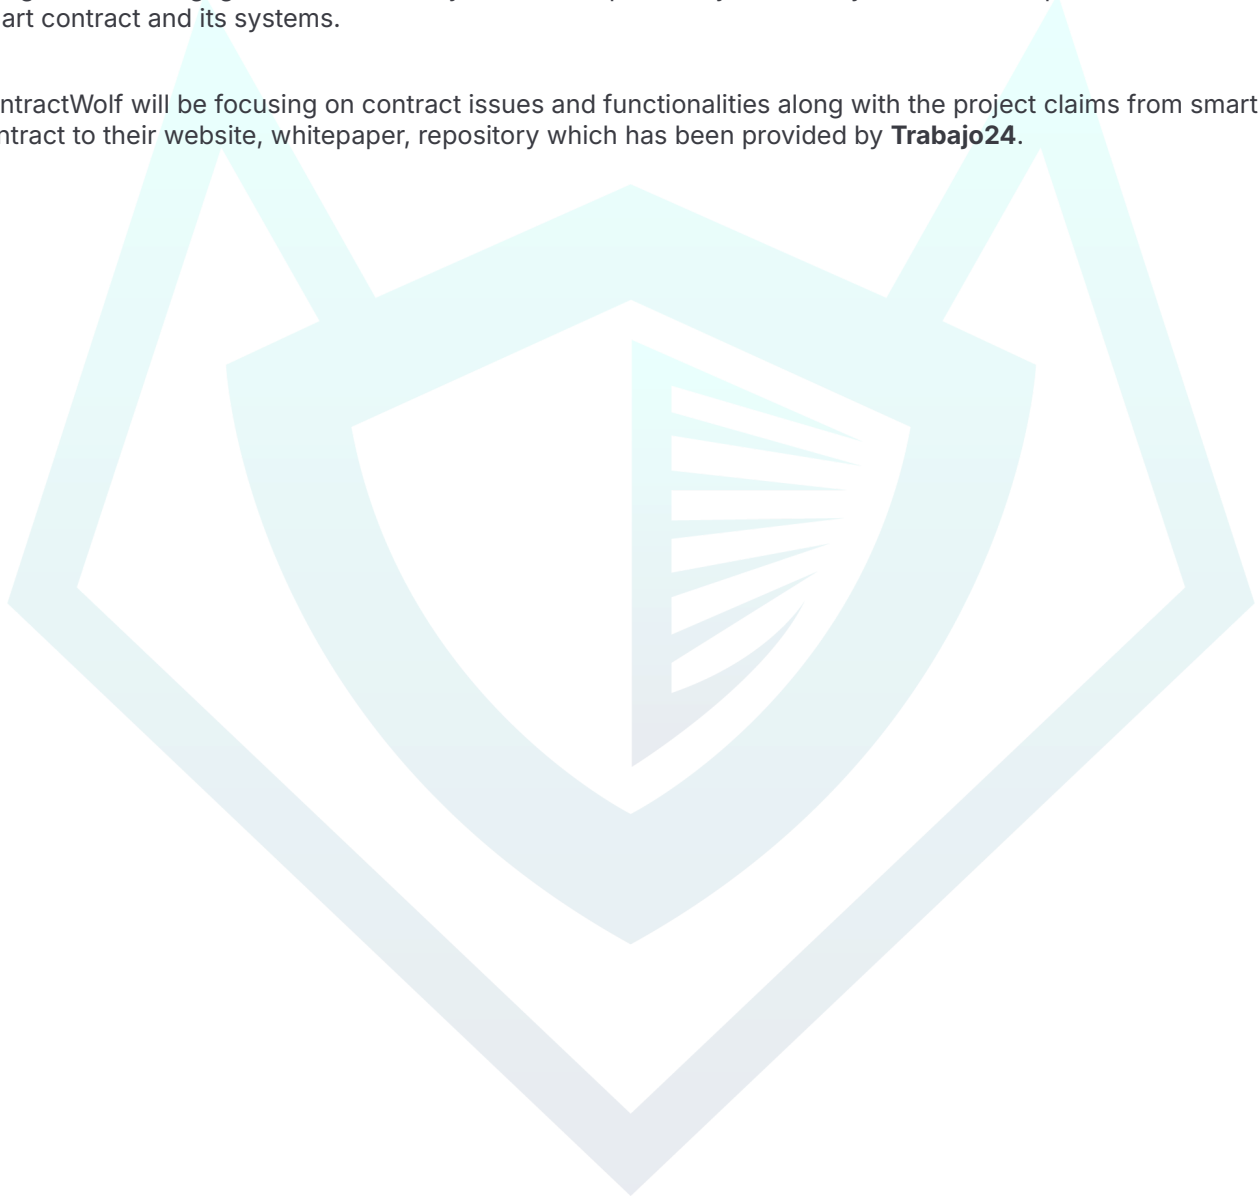 art contract and its systems.
ntractWolf will be focusing on contract issues and functionalities along with the project claims from smart
ntract to their website, whitepaper, repository which has been provided by Trabajo24.